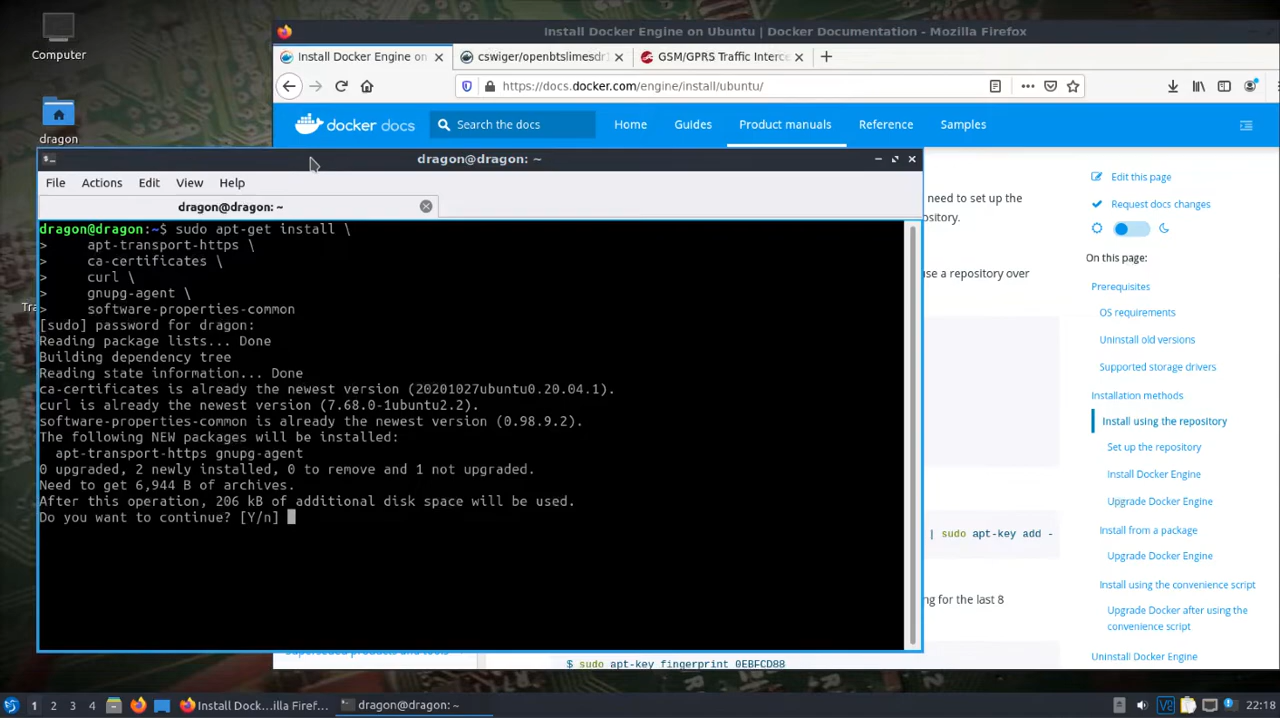 Computer
dragon
Install Docker Engine on Ubuntu | Docker Documentation - Mozilla Firefox
Install Docker Engine on
cswiger/openbtslimesdr
GSM/GPRS Traffic Interce
https://docs.docker.com/engine/install/ubuntu/
docker docs
Search the docs
Home
Guides
Product manuals
Reference
Samples
dragon@dragon: ~
File Actions Edit View Help
dragon@dragon: ~
dragon@dragon:~$ sudo apt-get install \
> apt-transport-https \
> ca-certificates \
> curl \
> gnupg-agent \
> software-properties-common
[sudo] password for dragon:
Reading package lists... Done
Building dependency tree
Reading state information... Done
ca-certificates is already the newest version (20201027ubuntu0.20.04.1).
curl is already the newest version (7.68.0-1ubuntu2.2).
software-properties-common is already the newest version (0.98.9.2).
The following NEW packages will be installed:
apt-transport-https gnupg-agent
0 upgraded, 2 newly installed, 0 to remove and 1 not upgraded.
Need to get 6,944 B of archives.
After this operation, 206 kB of additional disk space will be used.
Do you want to continue? [Y/n]
need to set up the
ository.
use a repository over
| sudo apt-key add -
ng for the last 8
$ sudo apt-key fingerprint 0EBFCD88
Edit this page
Request docs changes
On this page:
Prerequisites
OS requirements
Uninstall old versions
Supported storage drivers
Installation methods
Install using the repository
Set up the repository
Install Docker Engine
Upgrade Docker Engine
Install from a package
Upgrade Docker Engine
Install using the convenience script
Upgrade Docker after using the
convenience script
Uninstall Docker Engine
Tra
1 2 3 4
Install Dock...illa Firef...
dragon@dragon: ~
22:18